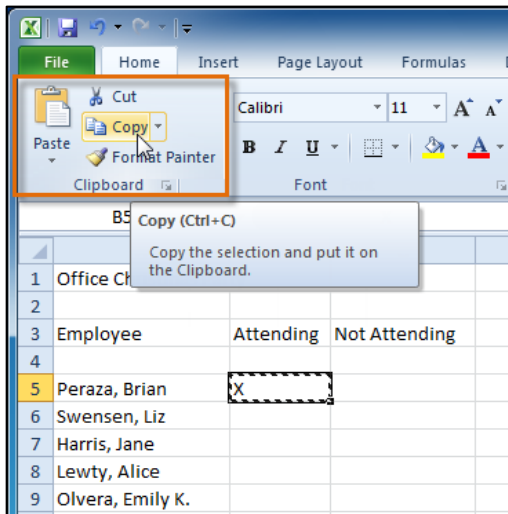 File Home Insert Page Layout Formulas
Cut
Calibri 11 A A
Copy
Paste
B I U A
Format Painter
Clipboard Font
B5
Copy (Ctrl+C)
Copy the selection and put it on
the Clipboard.
1 Office Ch
2
3 Employee Attending Not Attending
4
5 Peraza, Brian X
6 Swensen, Liz
7 Harris, Jane
8 Lewty, Alice
9 Olvera, Emily K.